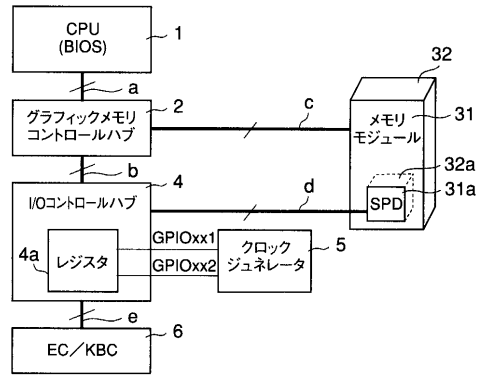 CPU
(BIOS)
1
a
グラフィックメモリ
コントロールハブ
2
c
32
メモリ
モジュール
31
32a
SPD
31a
b
I/Oコントロールハブ
4
d
4a
レジスタ
GPIOxx1
GPIOxx2
クロック
ジュネレータ
5
e
EC/KBC
6